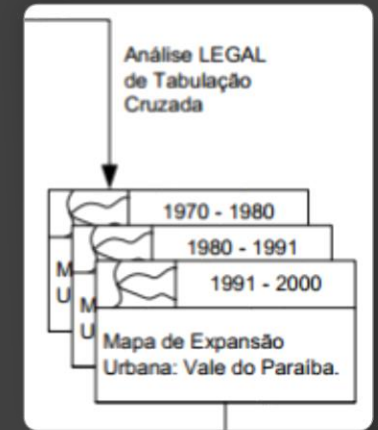 Análise LEGAL
de Tabulação
Cruzada
1970 - 1980
1980 - 1991
1991 - 2000
M
U
M
U
Mapa de Expansão
Urbana: Vale do Paraíba.